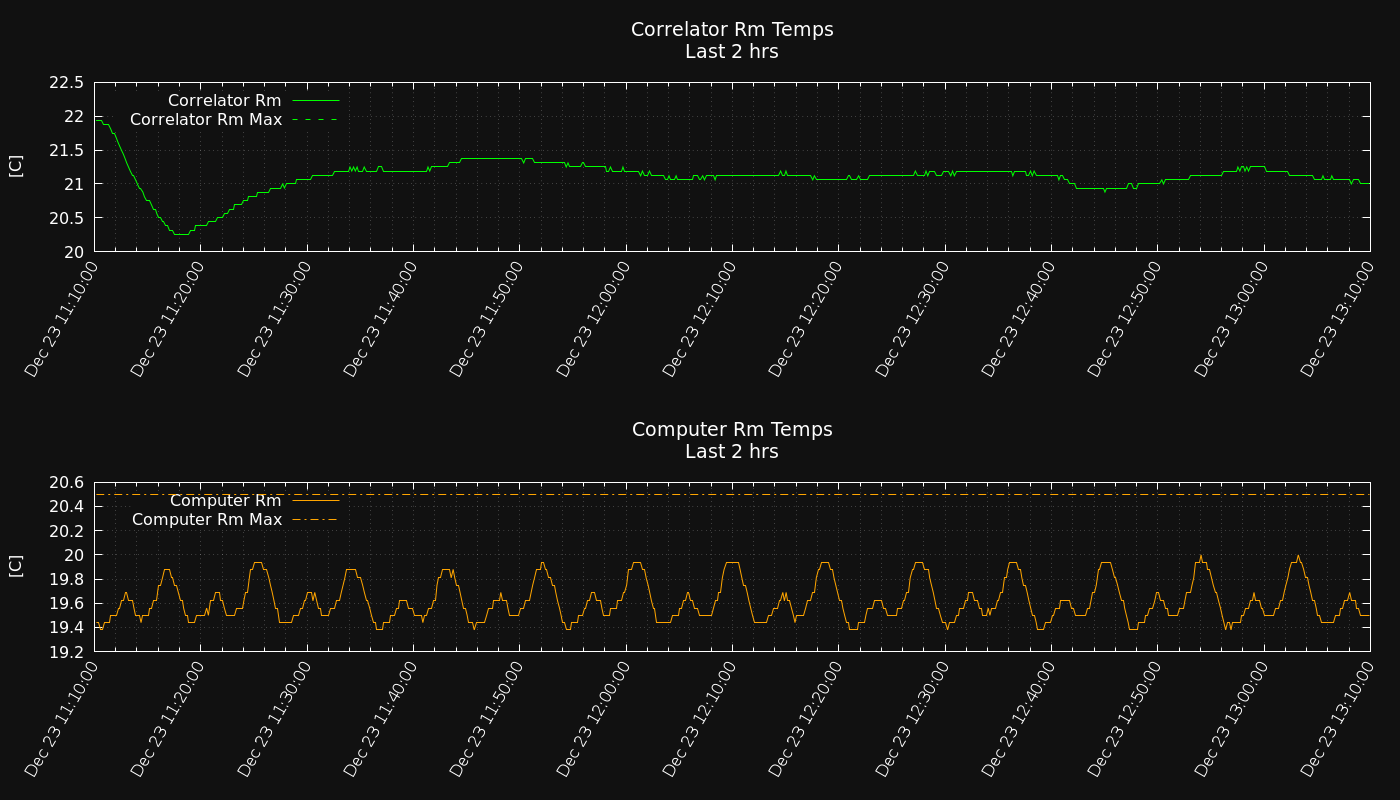 Correlator Rm Temps
Last 2 hrs
22.5
22
21.5
21
20.5
20
[C]
Correlator Rm
Correlator Rm Max
Dec 23 11:10:00
Dec 23 11:20:00
Dec 23 11:30:00
Dec 23 11:40:00
Dec 23 11:50:00
Dec 23 12:00:00
Dec 23 12:10:00
Dec 23 12:20:00
Dec 23 12:30:00
Dec 23 12:40:00
Dec 23 12:50:00
Dec 23 13:00:00
Dec 23 13:10:00
Computer Rm Temps
Last 2 hrs
20.6
20.4
20.2
20
19.8
19.6
19.4
19.2
[C]
Computer Rm
Computer Rm Max
Dec 23 11:10:00
Dec 23 11:20:00
Dec 23 11:30:00
Dec 23 11:40:00
Dec 23 11:50:00
Dec 23 12:00:00
Dec 23 12:10:00
Dec 23 12:20:00
Dec 23 12:30:00
Dec 23 12:40:00
Dec 23 12:50:00
Dec 23 13:00:00
Dec 23 13:10:00